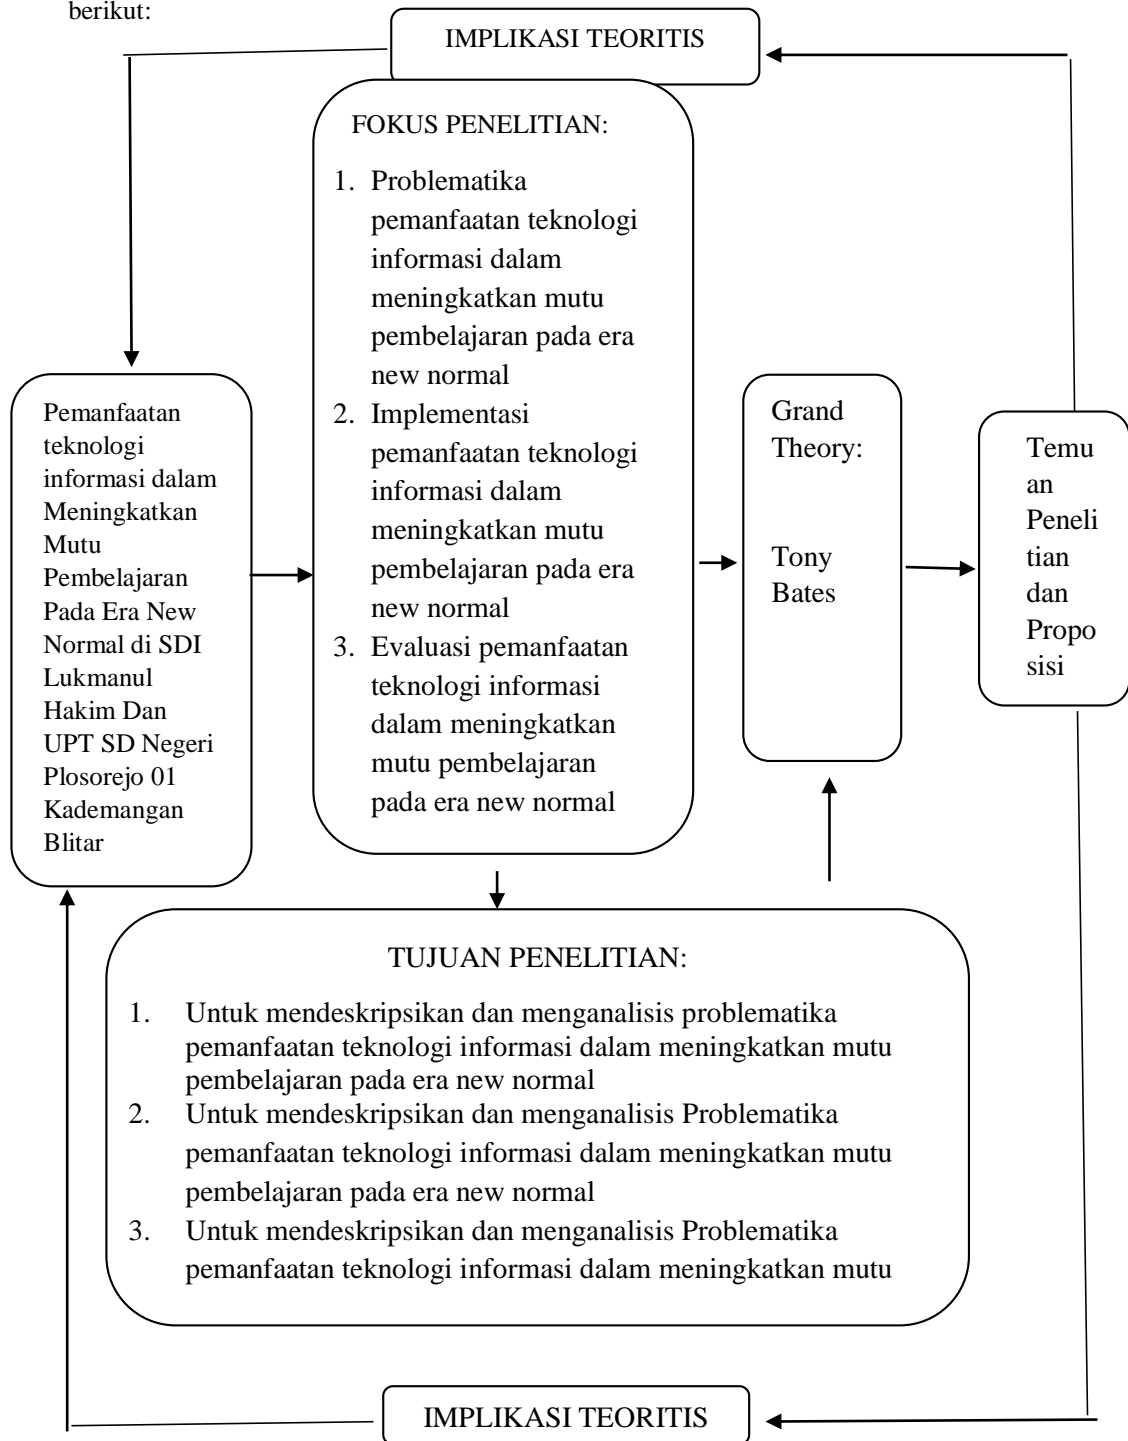 berikut:
IMPLIKASI TEORITIS
FOKUS PENELITIAN:
1. Problematika
pemanfaatan teknologi
informasi dalam
meningkatkan mutu
pembelajaran pada era
new normal
2. Implementasi
pemanfaatan teknologi
informasi dalam
meningkatkan mutu
pembelajaran pada era
new normal
3. Evaluasi pemanfaatan
teknologi informasi
dalam meningkatkan
mutu pembelajaran
pada era new normal
Pemanfaatan
teknologi
informasi dalam
Meningkatkan
Mutu
Pembelajaran
Pada Era New
Normal di SDI
Lukmanul
Hakim Dan
UPT SD Negeri
Plosorejo 01
Kademangan
Blitar
Grand
Theory:
Tony
Bates
Temu
an
Peneli
tian
dan
Propo
sisi
TUJUAN PENELITIAN:
1. Untuk mendeskripsikan dan menganalisis problematika
pemanfaatan teknologi informasi dalam meningkatkan mutu
pembelajaran pada era new normal
2. Untuk mendeskripsikan dan menganalisis Problematika
pemanfaatan teknologi informasi dalam meningkatkan mutu
pembelajaran pada era new normal
3. Untuk mendeskripsikan dan menganalisis Problematika
pemanfaatan teknologi informasi dalam meningkatkan mutu
IMPLIKASI TEORITIS